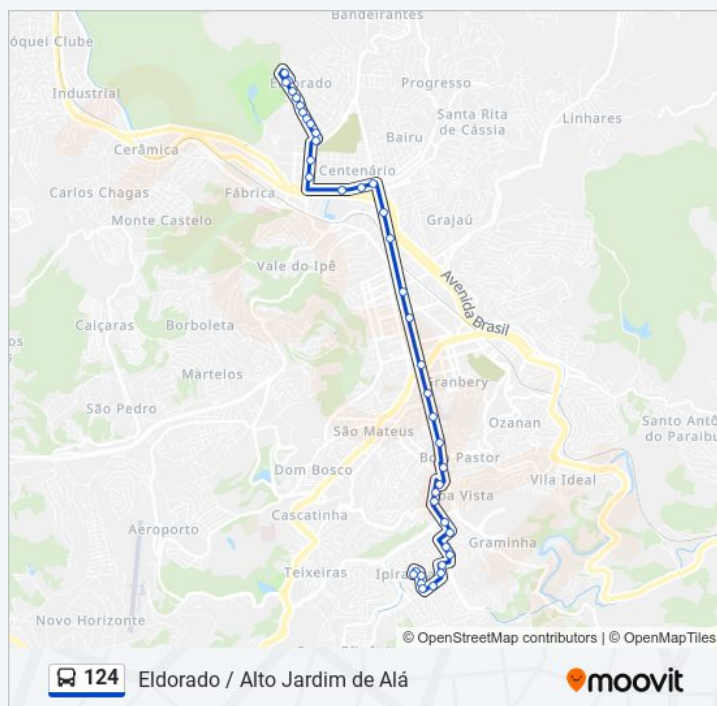 Bandeirantes
óquei Clube
Eldorado
Progresso
Industrial
Santa Rita
de Cássia
Linhares
Bairu
Cerâmica
Centenário
Carlos Chagas
Fábrica
Monte Castelo
Grajaú
Vale do Ipê
Avenida Brasil
Caiçaras
Borboleta
os
Martelos
Granbery
São Pedro
Ozanan
Santo Antô
do Paraibu
São Mateus
Bom Pastor
Dom Bosco
Vila Ideal
Boa Vista
Cascatinha
Aeroporto
Graminha
Teixeiras
Ipira
Novo Horizonte
© OpenStreetMap contributors | © OpenMapTiles
124
Eldorado / Alto Jardim de Alá
moovit